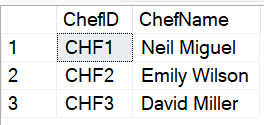 ChefID ChefName
1 CHF1 Neil Miguel
2 CHF2 Emily Wilson
3 CHF3 David Miller